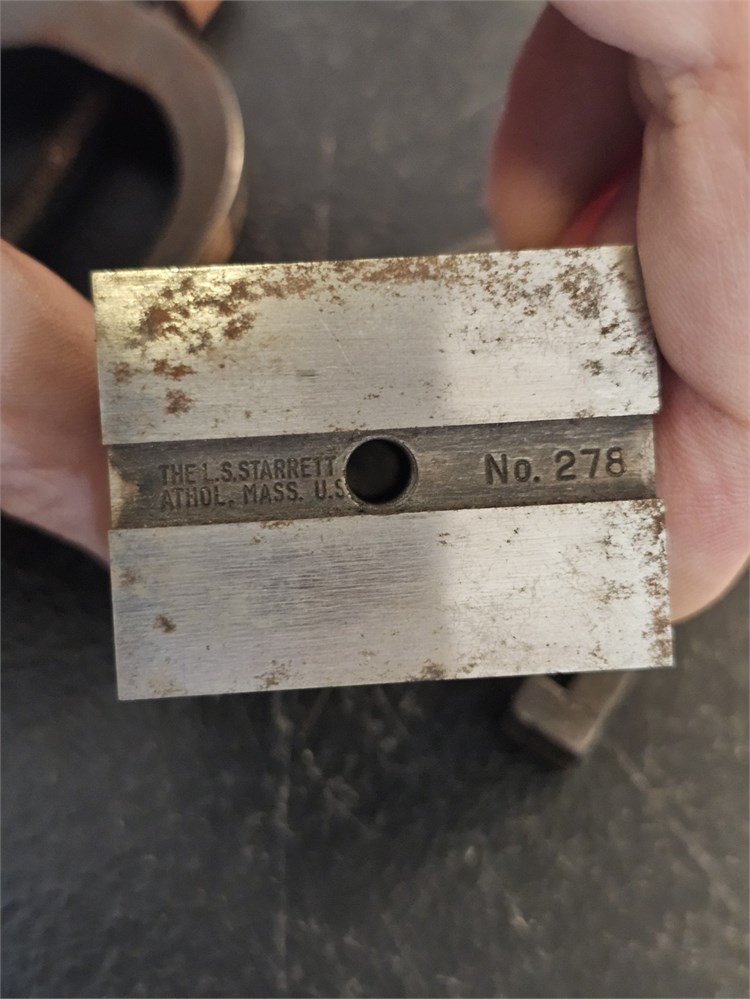 THE L.S.STARRETT
ATHOL. MASS. U.S.
No. 278